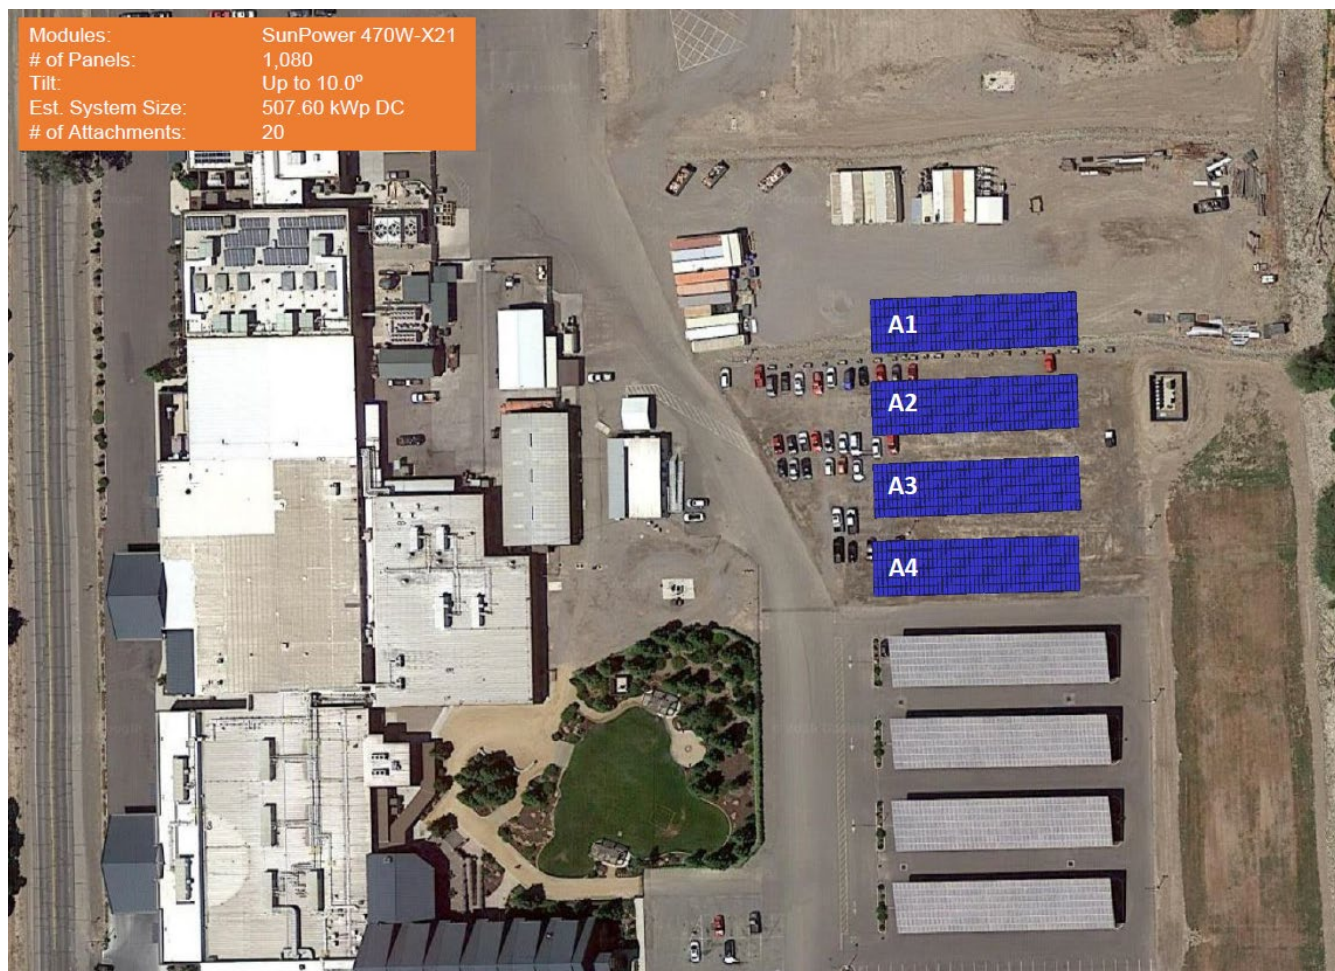 Modules: SunPower 470W-X21
# of Panels: 1,080
Tilt: Up to 10.0º
Est. System Size: 507.60 kWp DC
# of Attachments: 20
A1
A2
A3
A4